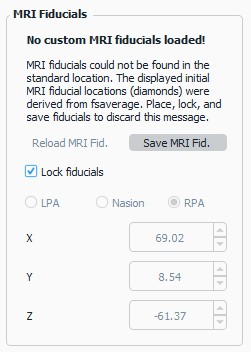 MRI Fiducials
No custom MRI fiducials loaded!
MRI fiducials could not be found in the
standard location. The displayed initial
MRI fiducial locations (diamonds) were
derived from fsaverage. Place, lock, and
save fiducials to discard this message.
Reload MRI Fid. Save MRI Fid.
Lock fiducials
LPA Nasion RPA
X 69.02
Y 8.54
Z -61.37